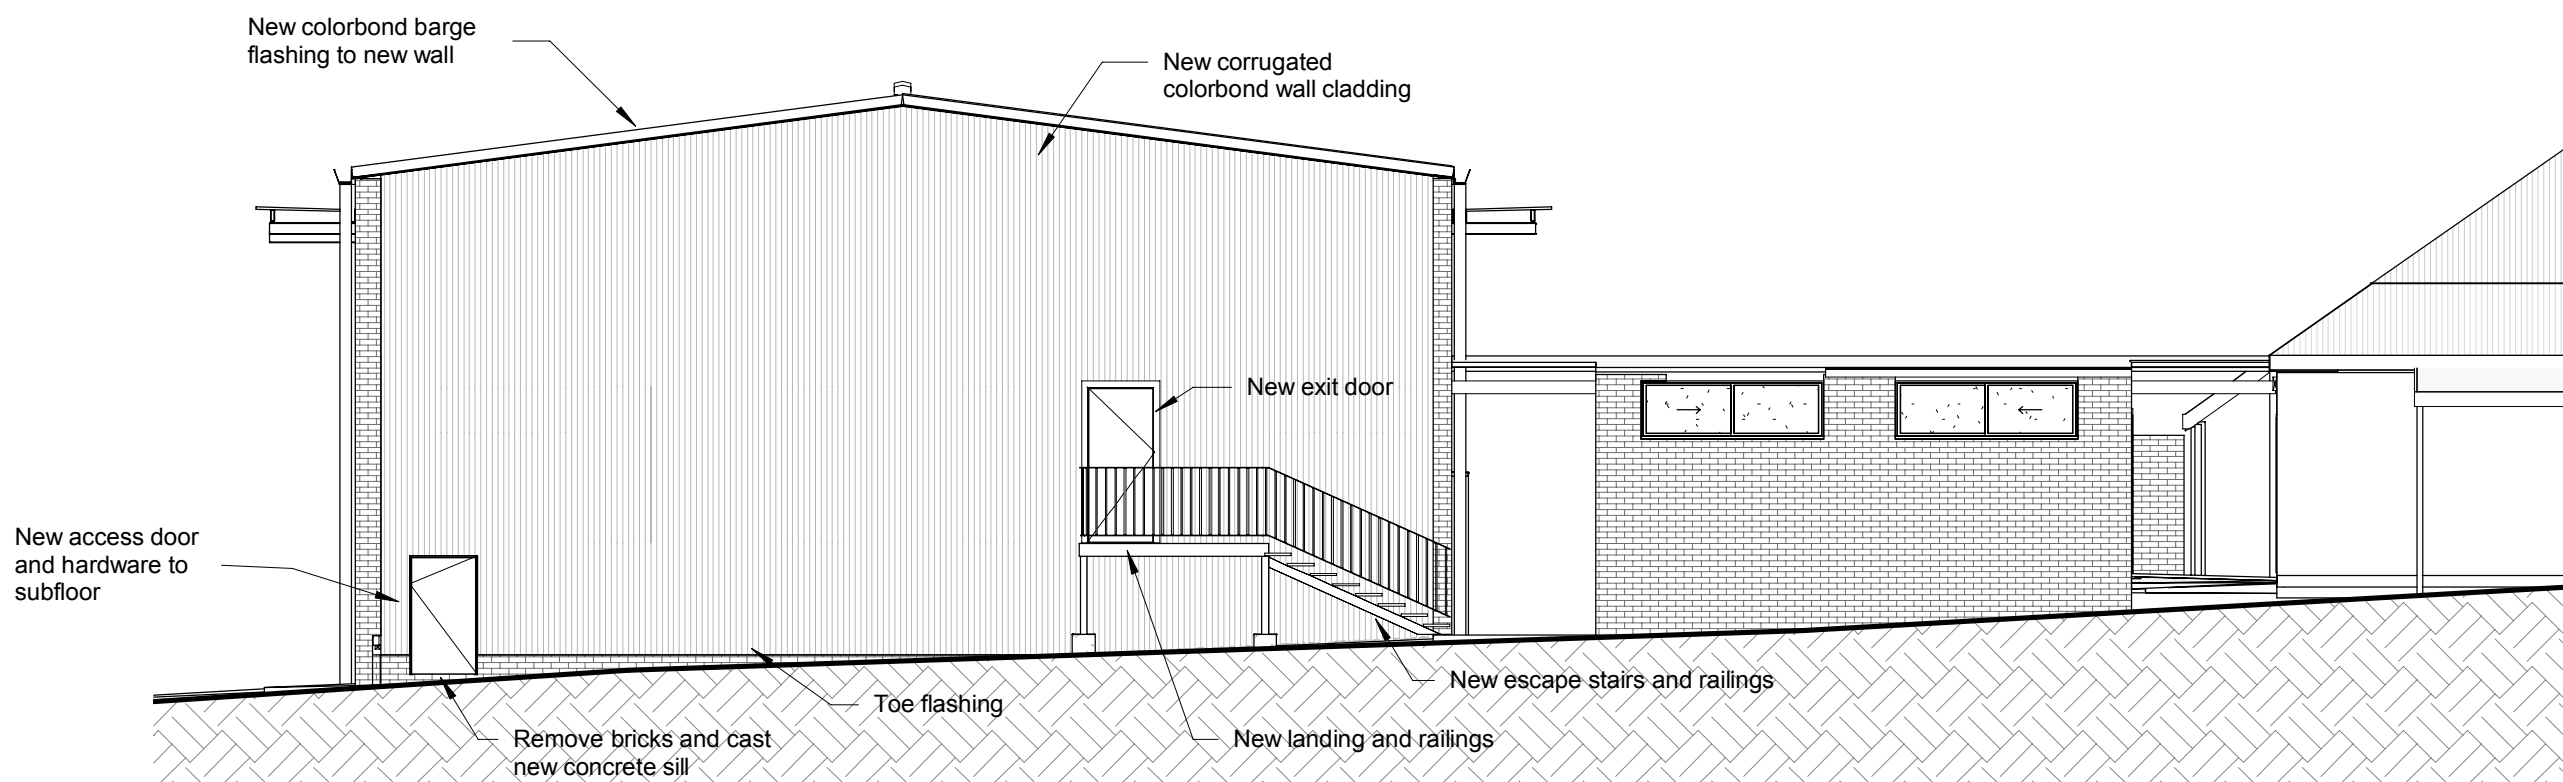 New colorbond barge
flashing to new wall
New corrugated
colorbond wall cladding
New exit door
New access door
and hardware to
subfloor
New escape stairs and railings
Toe flashing
Remove bricks and cast
new concrete sill
New landing and railings